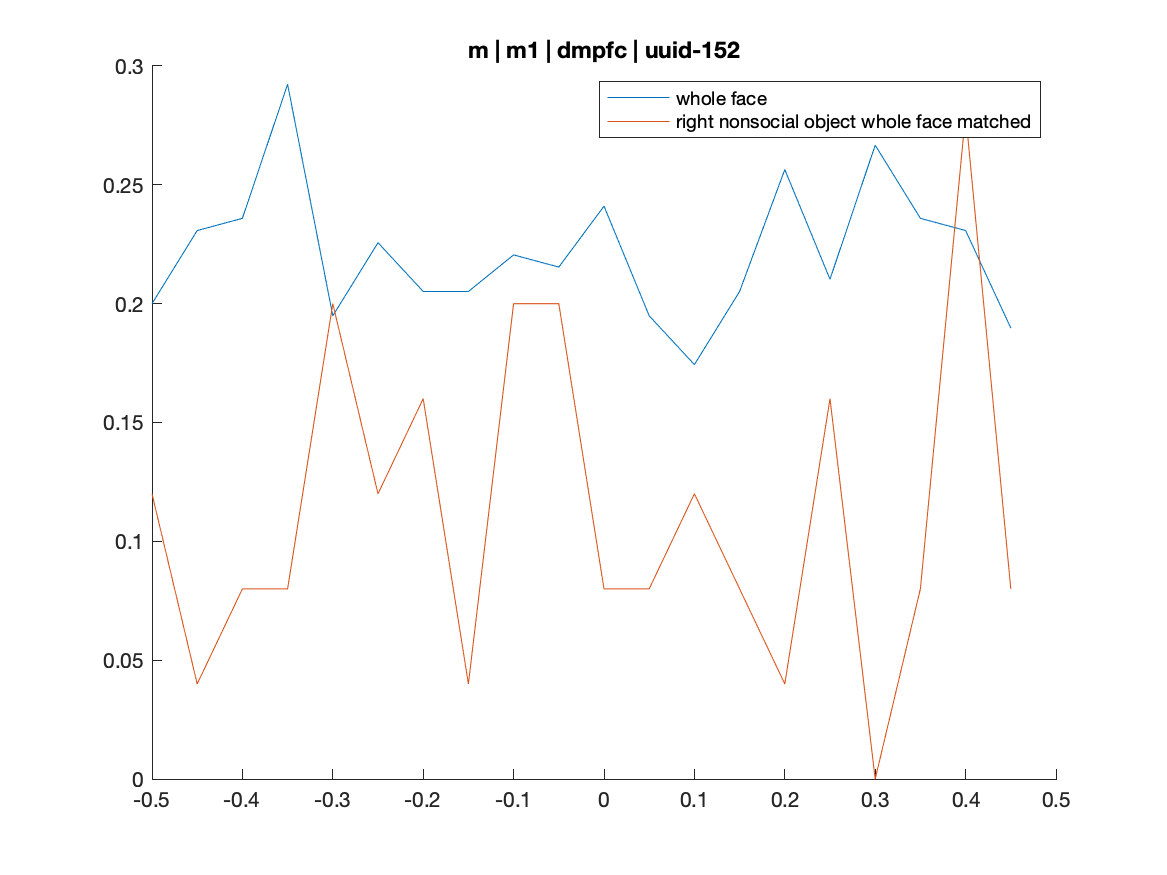 m | m1 | dmpfc | uuid-152
whole face
right nonsocial object whole face matched
0.3
0.25
0.2
0.15
0.1
0.05
0
-0.5 -0.4 -0.3 -0.2 -0.1 0 0.1 0.2 0.3 0.4 0.5